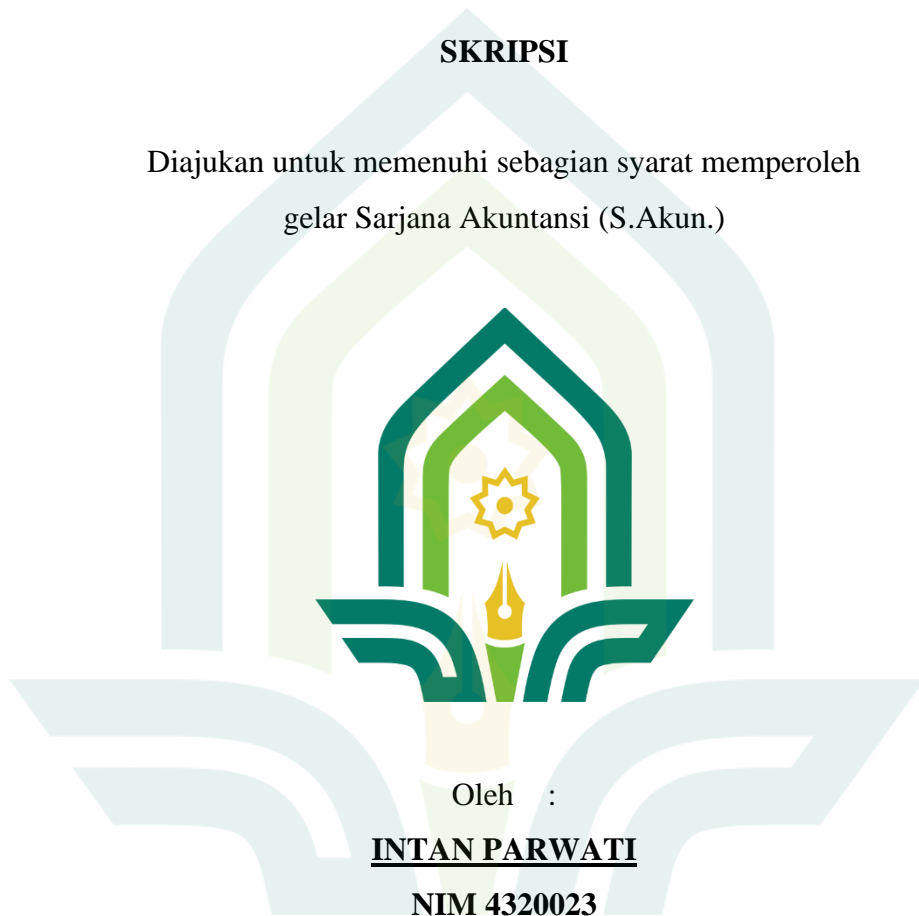 SKRIPSI
Diajukan untuk memenuhi sebagian syarat memperoleh
gelar Sarjana Akuntansi (S.Akun.)
Oleh :
INTAN PARWATI
NIM 4320023